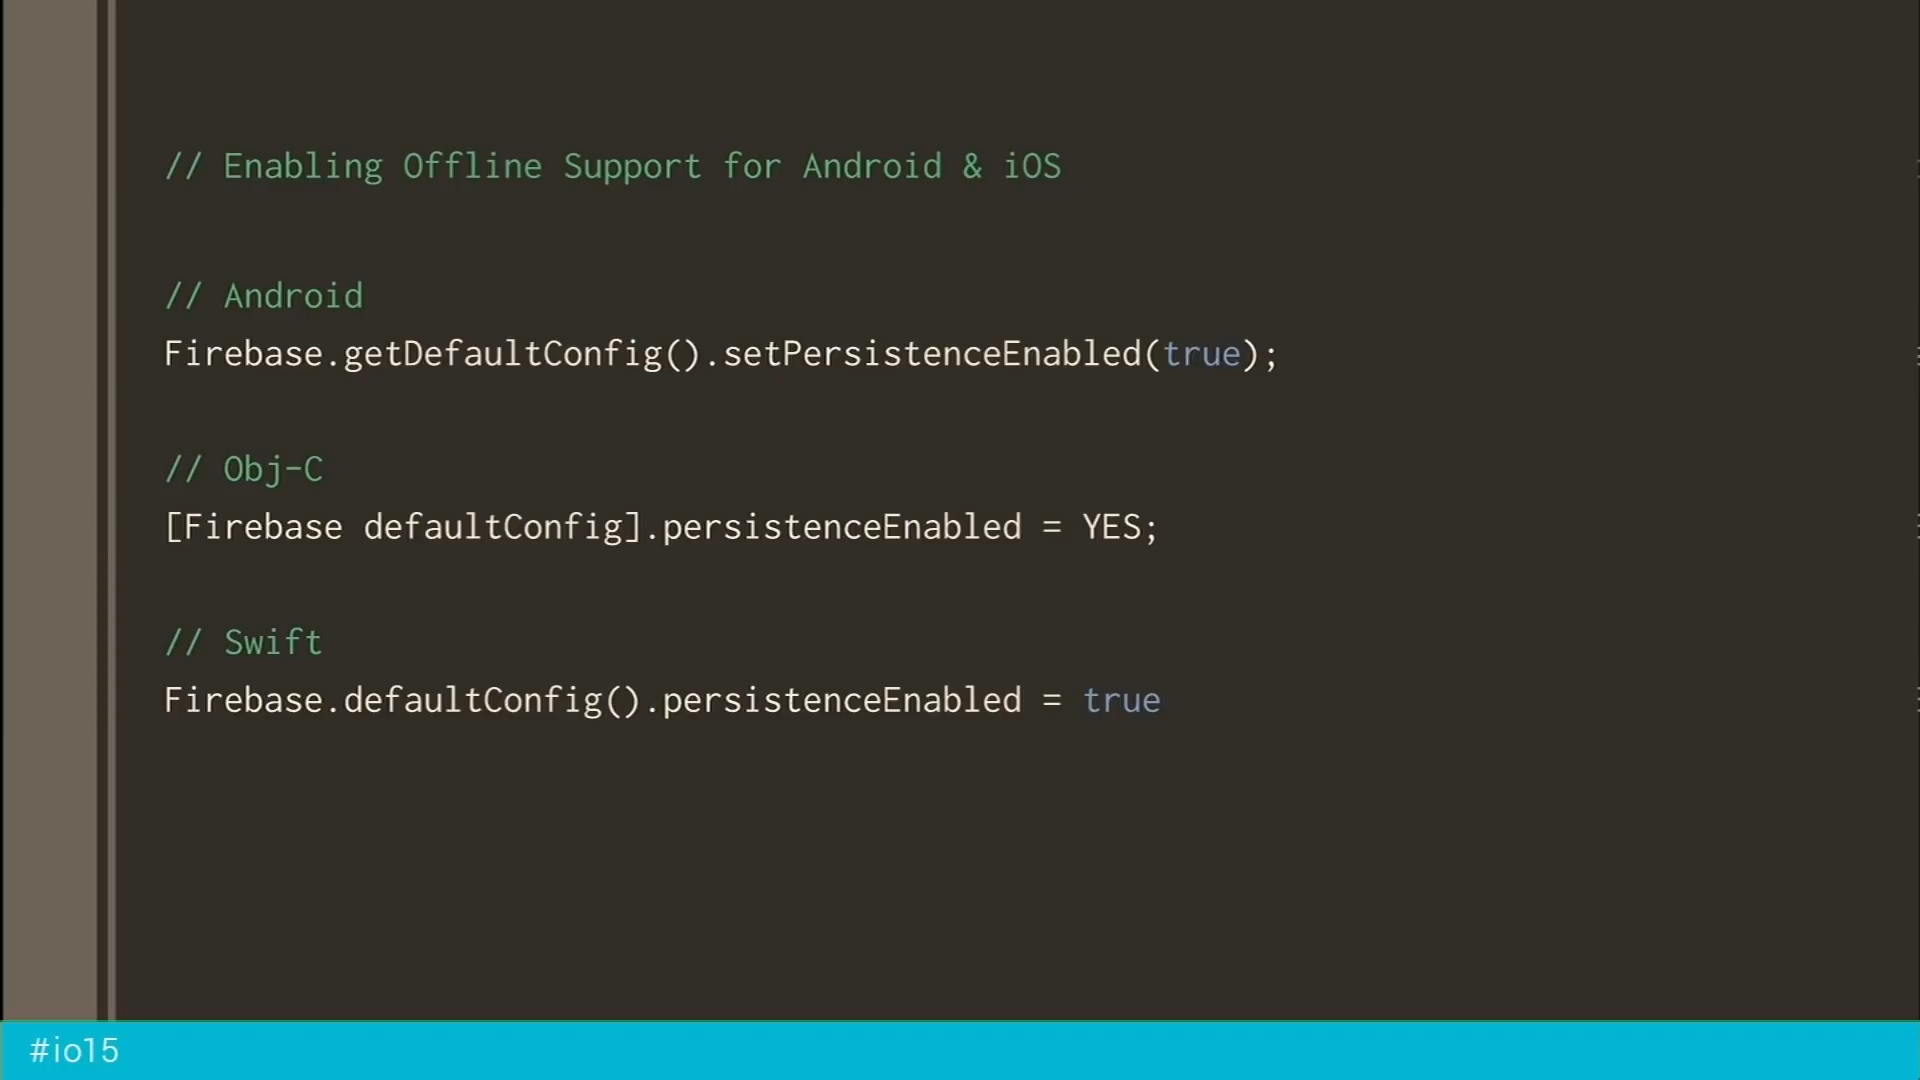 // Enabling Offline Support for Android & iOS
// Android
Firebase.getDefaultConfig().setPersistenceEnabled(true);
// Obj-C
[Firebase defaultConfig].persistenceEnabled = YES;
// Swift
Firebase.defaultConfig().persistenceEnabled = true
#io15